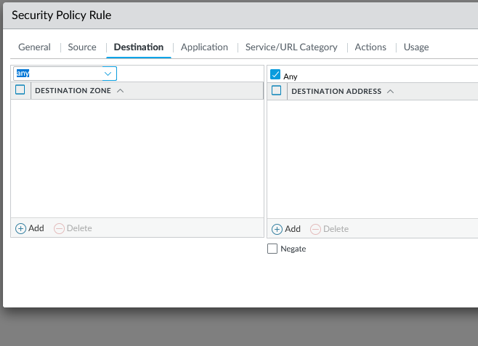 Security Policy Rule
General Source Destination Application Service/URL Category Actions Usage
any
Any
DESTINATION ZONE
DESTINATION ADDRESS
Add Delete
Add Delete
Negate